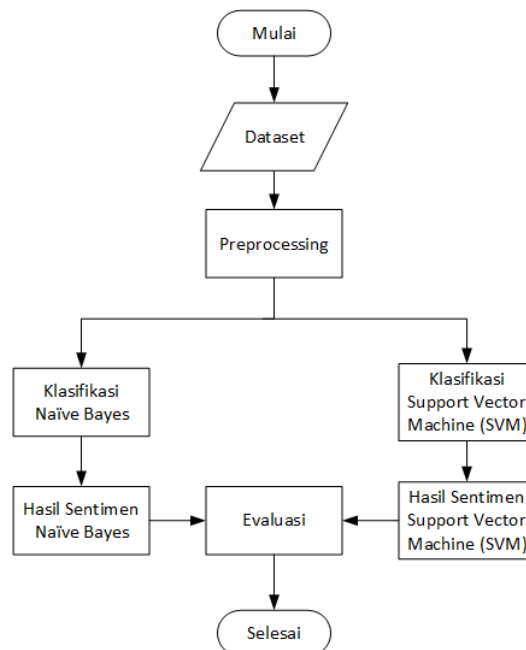 Mulai
Dataset
Preprocessing
Klasifikasi
Naïve Bayes
Klasifikasi
Support Vector
Machine (SVM)
Hasil Sentimen
Naïve Bayes
Evaluasi
Hasil Sentimen
Support Vector
Machine (SVM)
Selesai